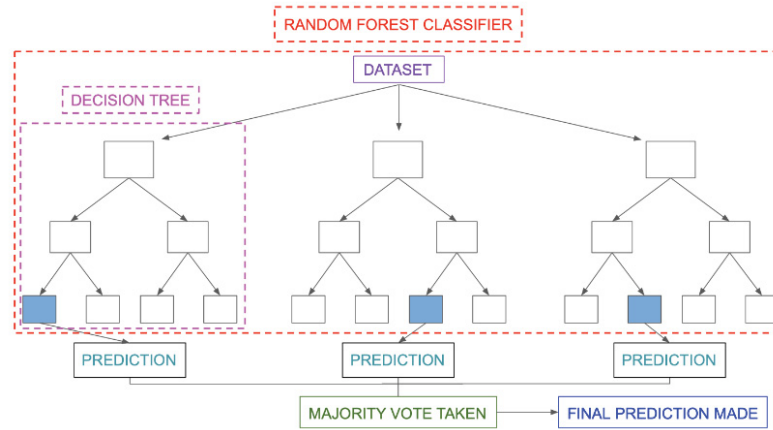 RANDOM FOREST CLASSIFIER
DATASET
DECISION TREE
PREDICTION
PREDICTION
PREDICTION
MAJORITY VOTE TAKEN
FINAL PREDICTION MADE